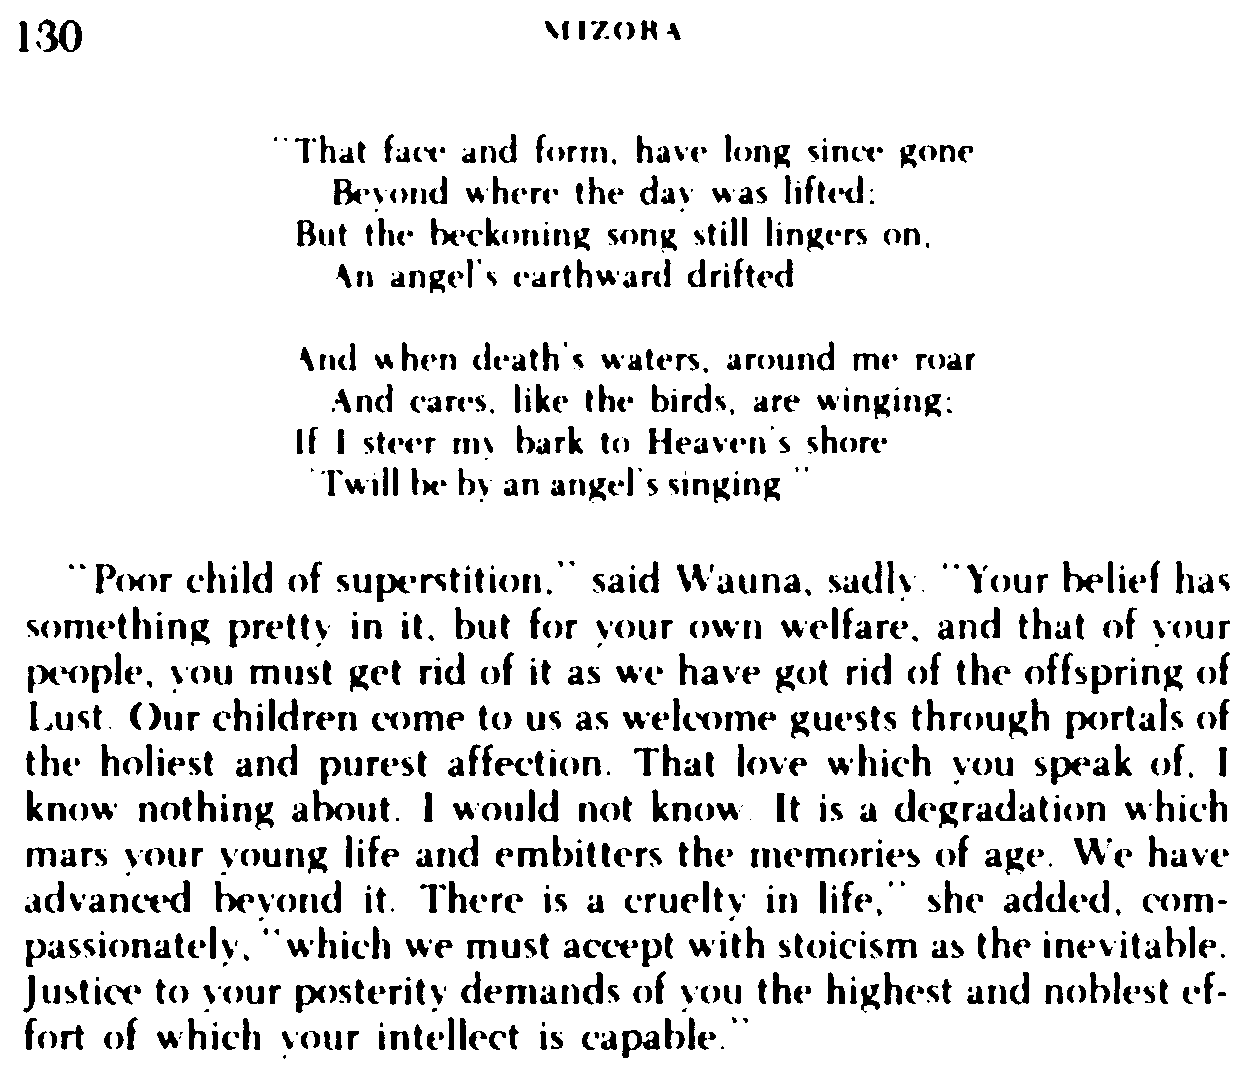 130 MIZORA
"That face and form, have long since gone
Beyond where the day was lifted:
But the beckoning song still lingers on,
An angel's earthward drifted
And when death's waters, around me roar
And cares, like the birds, are winging:
If I steer my bark to Heaven's shore
'Twill be by an angel's singing"
"Poor child of superstition," said Wauna, sadly. "Your belief has
something pretty in it, but for your own welfare, and that of your
people, you must get rid of it as we have got rid of the offspring of
Lust. Our children come to us as welcome guests through portals of
the holiest and purest affection. That love which you speak of, I
know nothing about. I would not know. It is a degradation which
mars your young life and embitters the memories of age. We have
advanced beyond it. There is a cruelty in life," she added, com-
passionately, "which we must accept with stoicism as the inevitable.
Justice to your posterity demands of you the highest and noblest ef-
fort of which your intellect is capable."